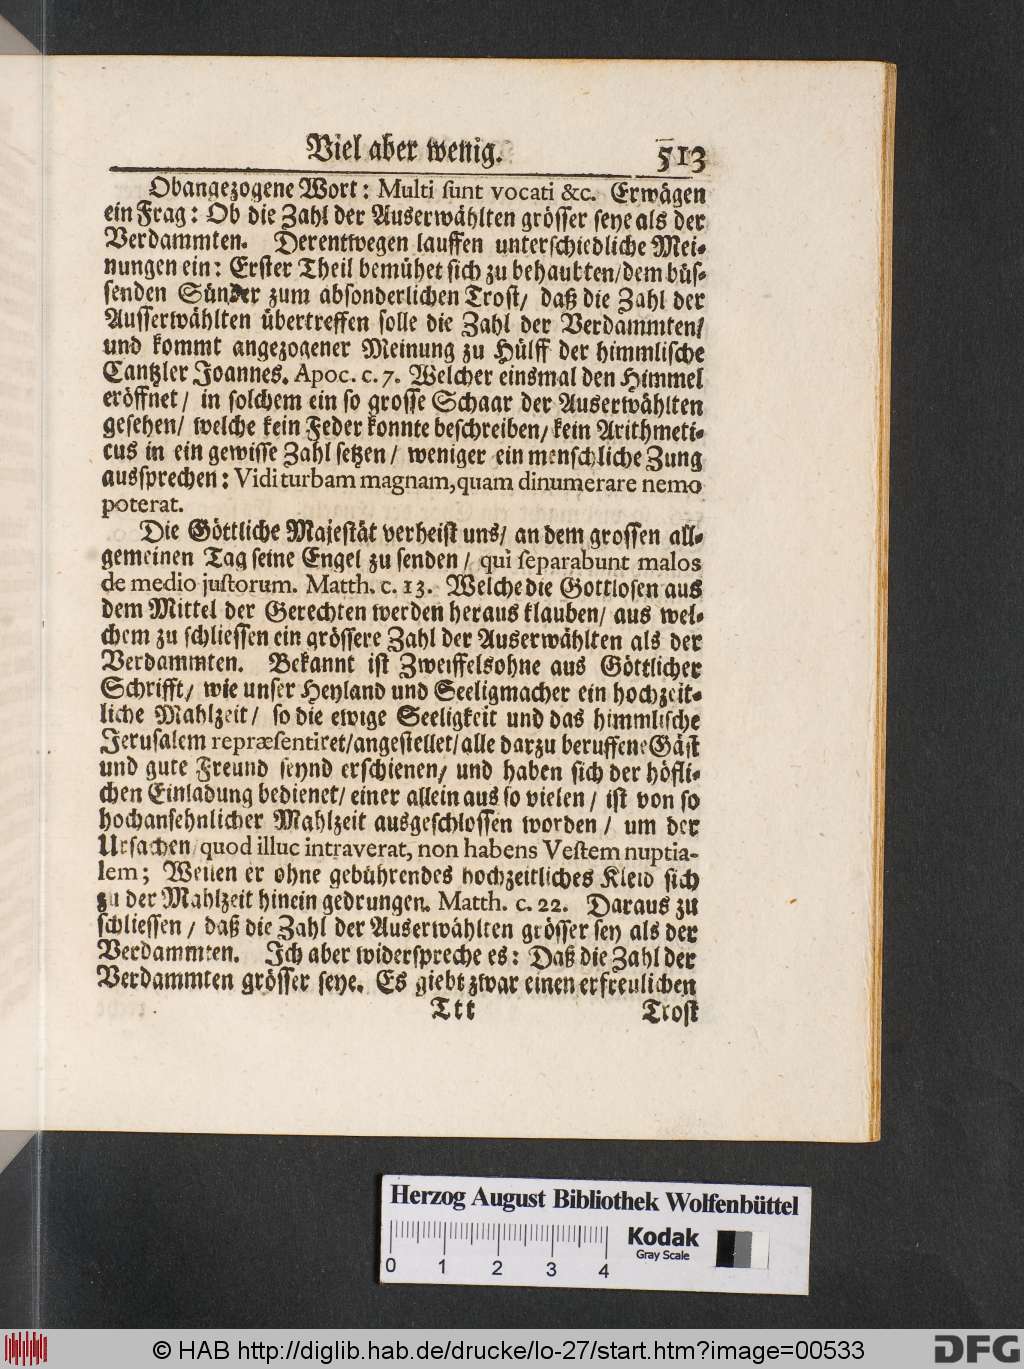 Viel aber wenig. 513
Obangezogene Wort: Multi sunt vocati &c. Erwägen
ein Frag: Ob die Zahl der Auserwählten grösser seye als der
Verdammten. Derentwegen lauffen unterschiedliche Mei-
nungen ein: Erster Theil bemühet sich zu behaubten/ dem büs-
senden Sünder zum absonderlichen Trost/ daß die Zahl der
Ausserwählten übertreffen solle die Zahl der Verdammten/
und kommt angezogener Meinung zu Hülff der himmlische
Cantzler Joannes. Apoc. c. 7. Welcher einsmal den Himmel
eröffnet/ in solchem ein so grosse Schaar der Auserwählten
gesehen/ welche kein Feder konnte beschreiben/ kein Arithmeti-
cus in ein gewisse Zahl setzen/ weniger ein menschliche Zung
aussprechen: Vidi turbam magnam, quam dinumerare nemo
poterat.
Die Göttliche Majestät verheist uns/ an dem grossen all-
gemeinen Tag seine Engel zu senden/ qui separabunt malos
de medio justorum. Matth. c. 13. Welche die Gottlosen aus
dem Mittel der Gerechten werden heraus klauben/ aus wel-
chem zu schliessen ein grössere Zahl der Auserwählten als der
Verdammten. Bekannt ist Zweiffelsohne aus Göttlicher
Schrifft/ wie unser Heyland und Seeligmacher ein hochzeit-
liche Mahlzeit/ so die ewige Seeligkeit und das himmlische
Jerusalem repræsentiret/ angestellet/ alle darzu beruffene Gäst
und gute Freund seynd erschienen/ und haben sich der höfli-
chen Einladung bedienet/ einer allein aus so vielen/ ist von so
hochansehnlicher Mahlzeit ausgeschlossen worden/ um der
Ursachen/ quod illuc intraverat, non habens Vestem nuptia-
lem; Weilen er ohne gebührendes hochzeitliches Kleid sich
zu der Mahlzeit hinein gedrungen. Matth. c. 22. Daraus zu
schliessen/ daß die Zahl der Auserwählten grösser sey als der
Verdammten. Ich aber widerspreche es: Daß die Zahl der
Verdammten grösser seye. Es giebt zwar einen erfreulichen
Ttt Trost
Herzog August Bibliothek Wolfenbüttel
Kodak
Gray Scale
0 1 2 3 4
© HAB http://diglib.hab.de/drucke/lo-27/start.htm?image=00533
DFG